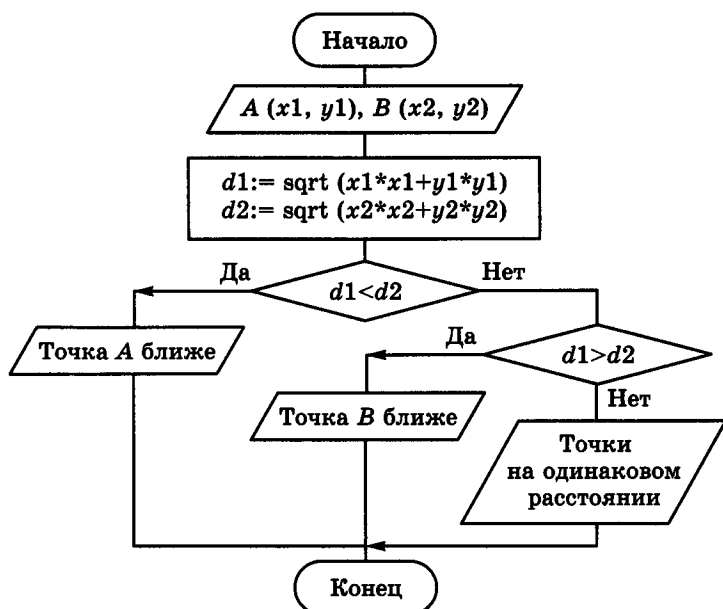 Начало
A (x1, y1), B (x2, y2)
d1:= sqrt (x1*x1+y1*y1)
d2:= sqrt (x2*x2+y2*y2)
Да
Нет
d1<d2
Точка A ближе
Да
d1>d2
Точка B ближе
Нет
Точки
на одинаковом
расстоянии
Конец